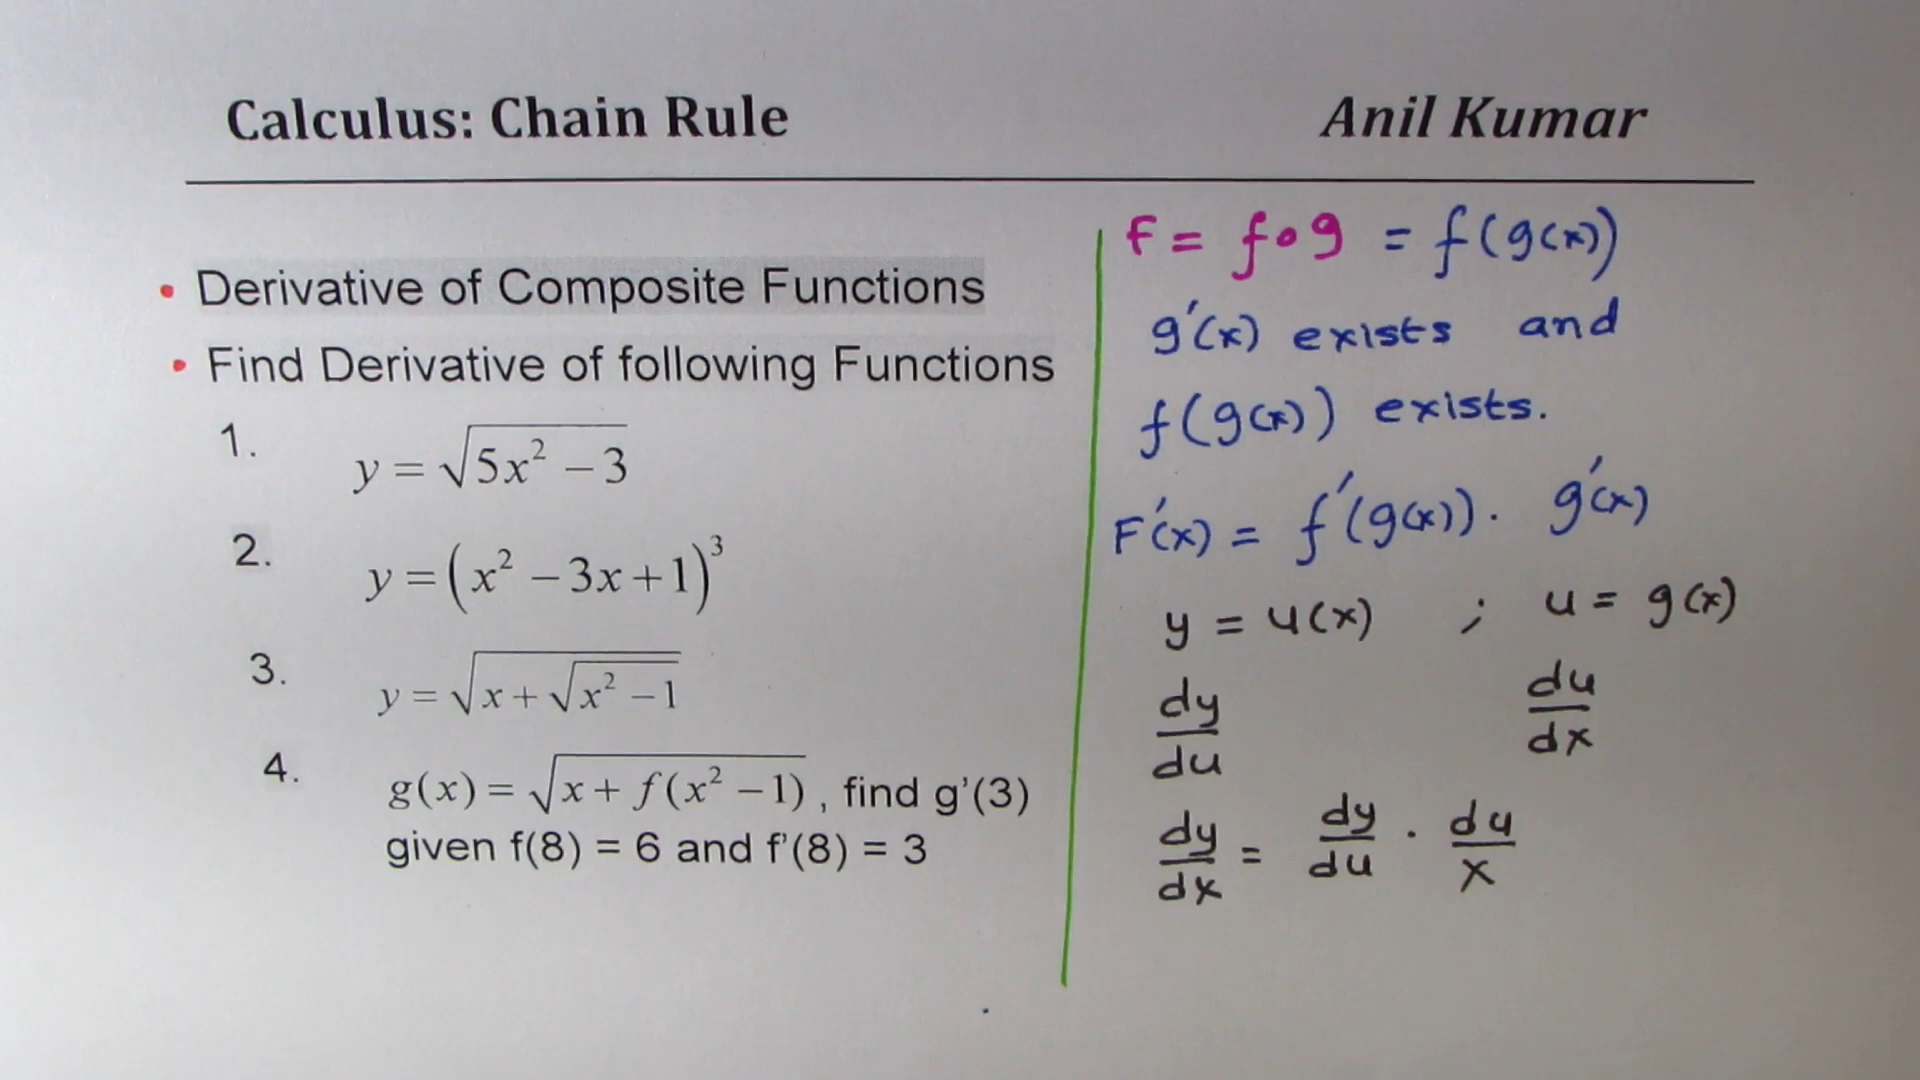 Calculus: Chain Rule
Anil Kumar
• Derivative of Composite Functions
• Find Derivative of following Functions
1. y = √(5x² − 3)
2. y = (x² − 3x + 1)³
3. y = √(x + √(x² − 1))
4. g(x) = √(x + f(x² − 1)) , find g'(3)
given f(8) = 6 and f'(8) = 3
F = f∘g = f(g(x))
g'(x) exists and
f(g(x)) exists.
F'(x) = f'(g(x)) · g'(x)
y = u(x) ; u = g(x)
dy/du du/dx
dy/dx = dy/du · du/x